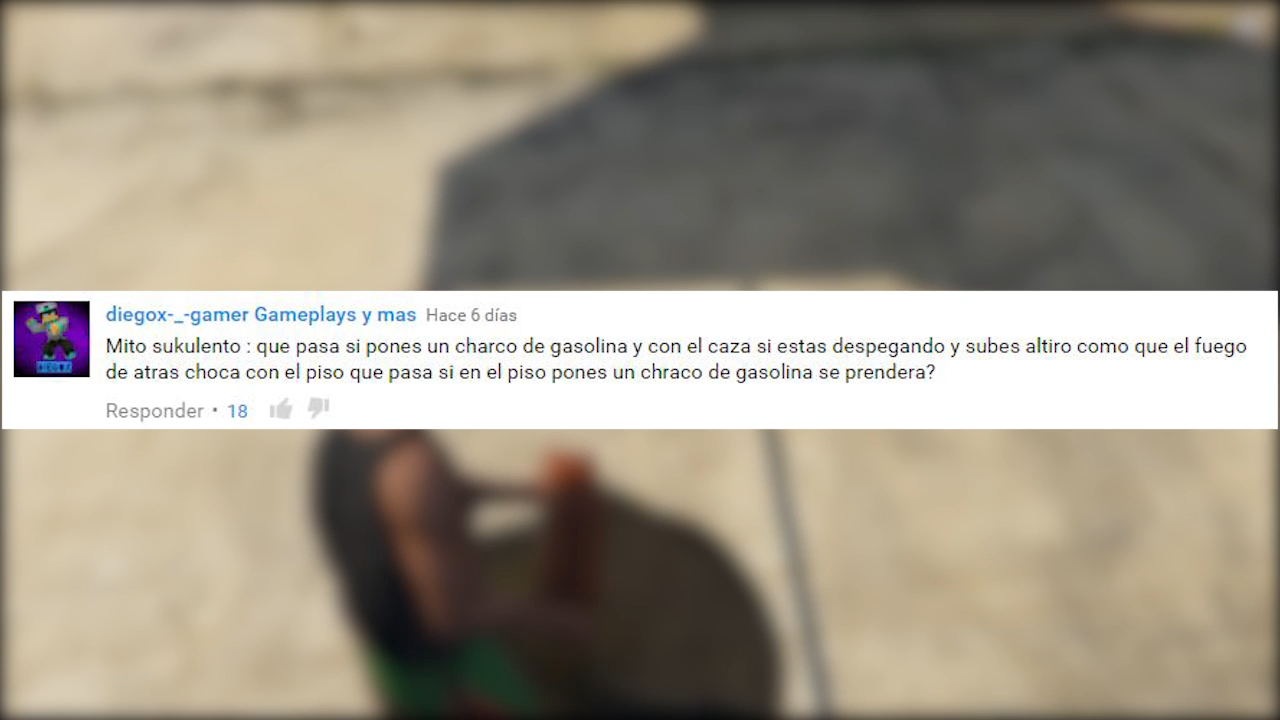 diegox-_-gamer Gameplays y mas Hace 6 días
Mito sukulento : que pasa si pones un charco de gasolina y con el caza si estas despegando y subes altiro como que el fuego
de atras choca con el piso que pasa si en el piso pones un chraco de gasolina se prendera?
Responder • 18